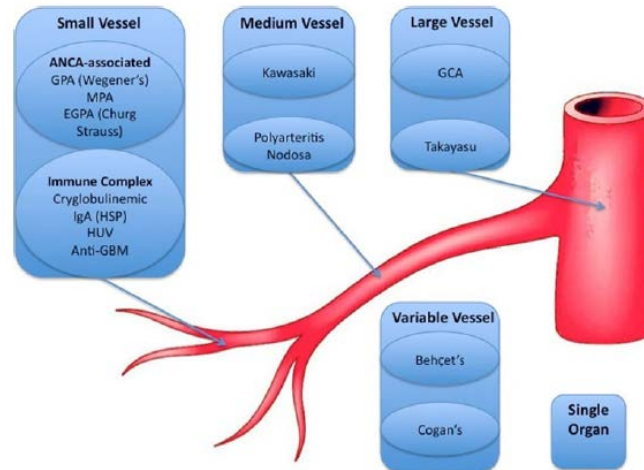 Small Vessel
ANCA-associated
GPA (Wegener's)
MPA
EGPA (Churg
Strauss)
Immune Complex
Cryglobulinemic
IgA (HSP)
HUV
Anti-GBM
Medium Vessel
Kawasaki
Polyarteritis
Nodosa
Large Vessel
GCA
Takayasu
Variable Vessel
Behçet's
Cogan's
Single
Organ